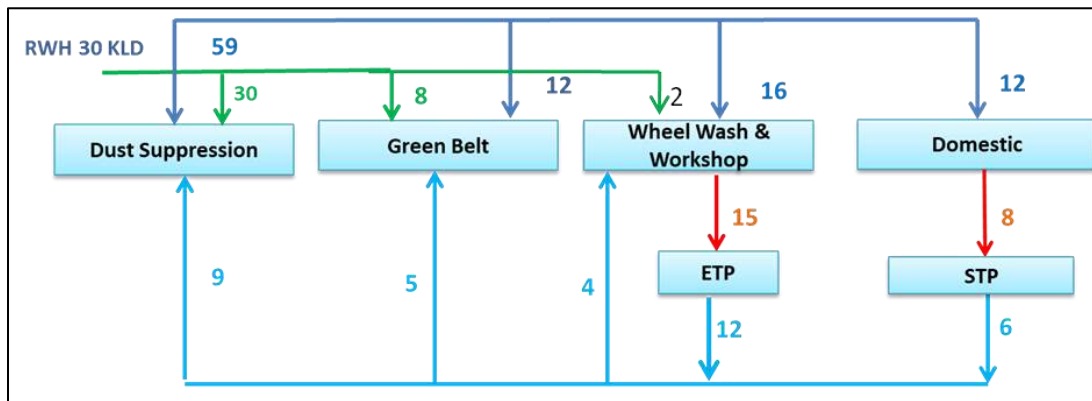 RWH 30 KLD
59
30
8
12
2
16
12
Dust Suppression
Green Belt
Wheel Wash &
Workshop
Domestic
15
8
ETP
STP
9
5
4
12
6